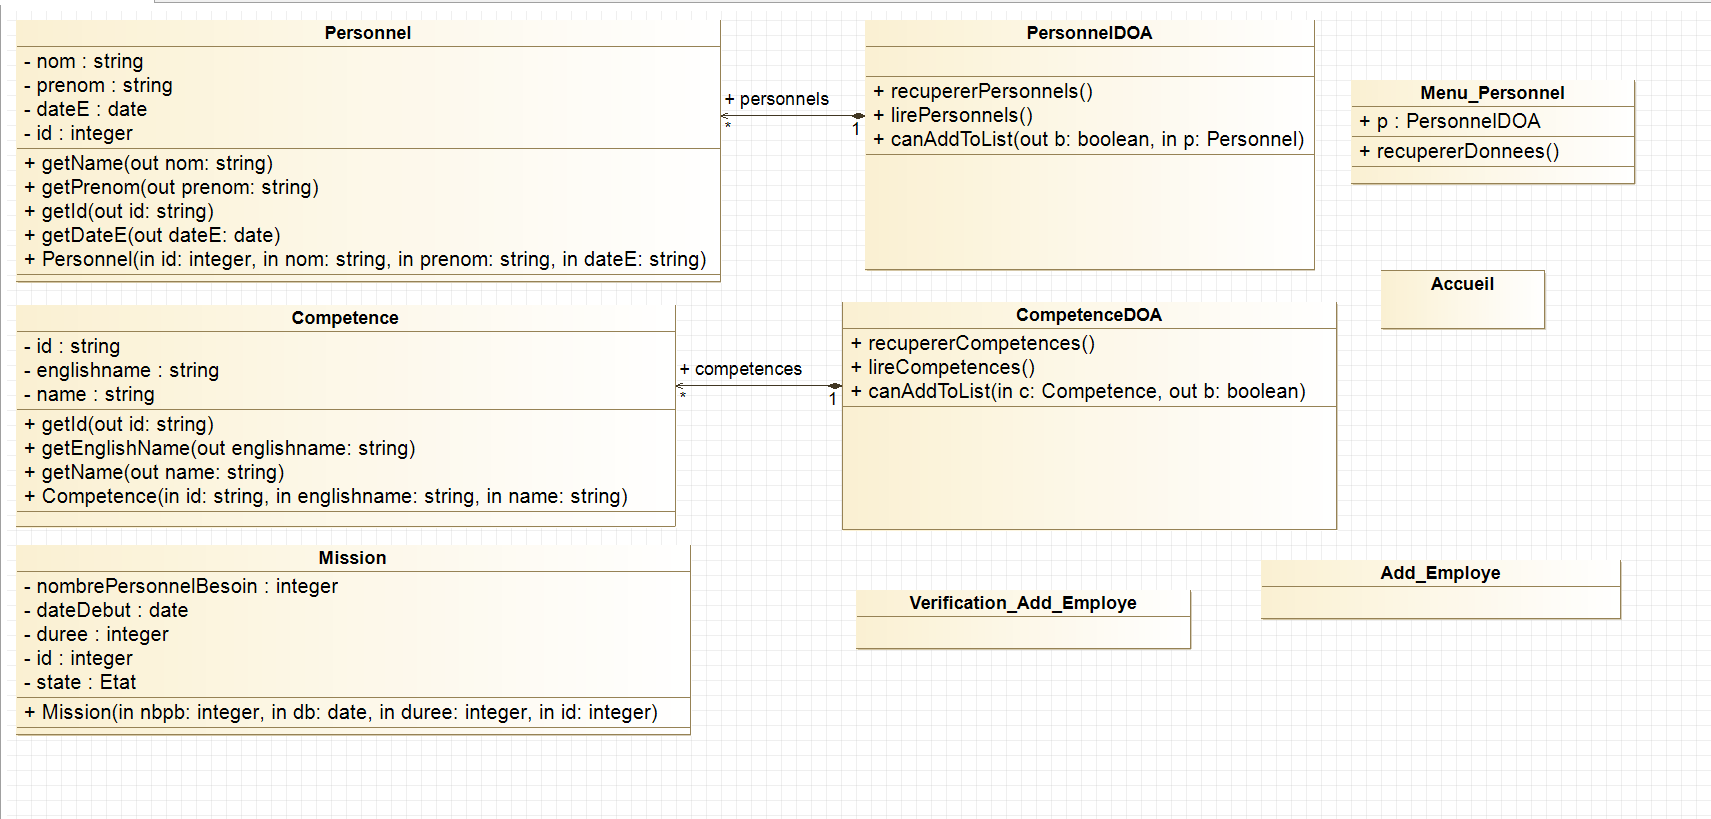 Personnel
- nom : string
- prenom : string
- dateE : date
- id : integer
+ getName(out nom: string)
+ getPrenom(out prenom: string)
+ getId(out id: string)
+ getDateE(out dateE: date)
+ Personnel(in id: integer, in nom: string, in prenom: string, in dateE: string)
+ personnels
*
1
PersonnelDOA
+ recupererPersonnels()
+ lirePersonnels()
+ canAddToList(out b: boolean, in p: Personnel)
Menu_Personnel
+ p : PersonnelDOA
+ recupererDonnees()
Accueil
Competence
- id : string
- englishname : string
- name : string
+ getId(out id: string)
+ getEnglishName(out englishname: string)
+ getName(out name: string)
+ Competence(in id: string, in englishname: string, in name: string)
+ competences
*
1
CompetenceDOA
+ recupererCompetences()
+ lireCompetences()
+ canAddToList(in c: Competence, out b: boolean)
Mission
- nombrePersonnelBesoin : integer
- dateDebut : date
- duree : integer
- id : integer
- state : Etat
+ Mission(in nbpb: integer, in db: date, in duree: integer, in id: integer)
Verification_Add_Employe
Add_Employe